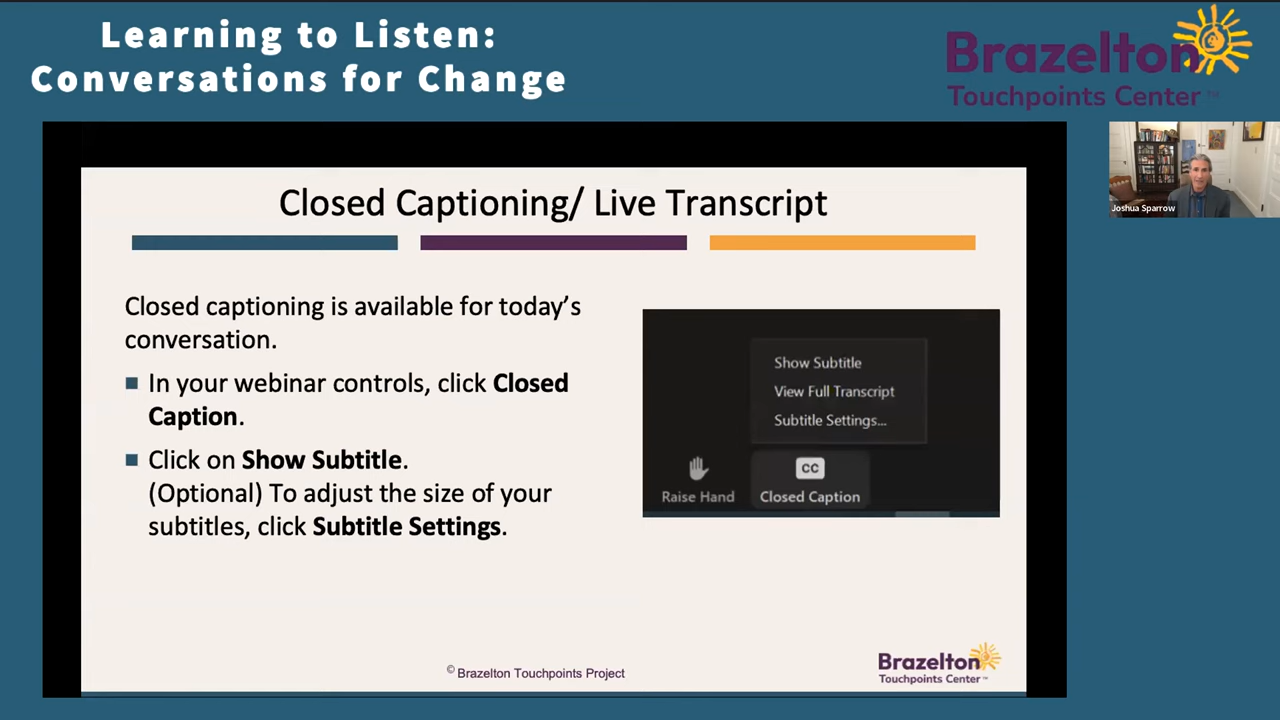 Learning to Listen:
Conversations for Change
Brazelton
Touchpoints Center™
Joshua Sparrow
Closed Captioning/ Live Transcript
Closed captioning is available for today’s
conversation.
■ In your webinar controls, click Closed
Caption.
■ Click on Show Subtitle.
(Optional) To adjust the size of your
subtitles, click Subtitle Settings.
Show Subtitle
View Full Transcript
Subtitle Settings...
Raise Hand
CC
Closed Caption
© Brazelton Touchpoints Project
Brazelton
Touchpoints Center™